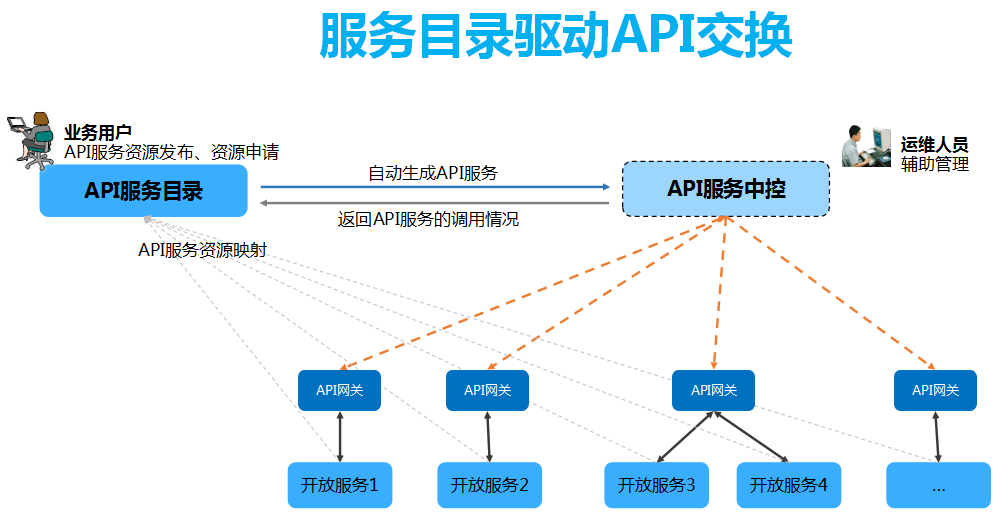 服务目录驱动API交换
业务用户
API服务资源发布、资源申请
运维人员
辅助管理
API服务目录
自动生成API服务
返回API服务的调用情况
API服务中控
API服务资源映射
API网关
API网关
API网关
API网关
开放服务1
开放服务2
开放服务3
开放服务4
...